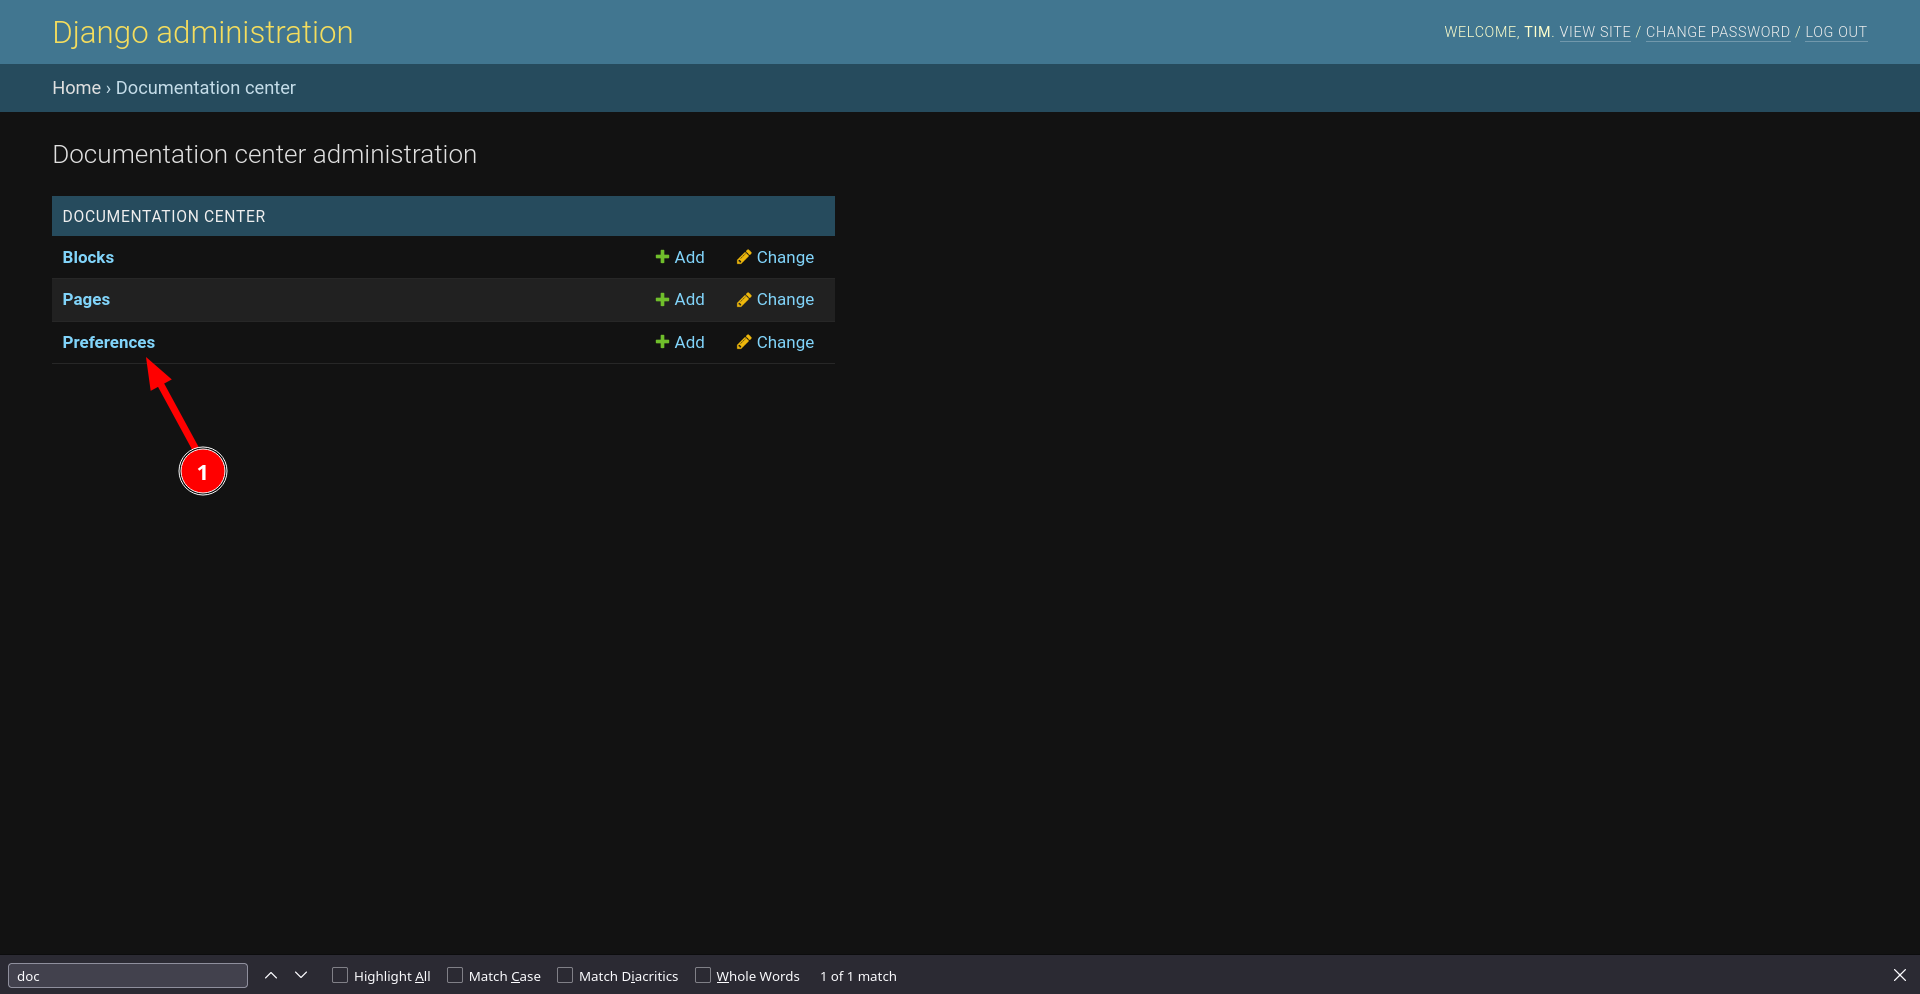 Django administration
WELCOME, TIM. VIEW SITE / CHANGE PASSWORD / LOG OUT
Home › Documentation center
Documentation center administration
DOCUMENTATION CENTER
Blocks Add Change
Pages Add Change
Preferences Add Change
1
doc Highlight All Match Case Match Diacritics Whole Words 1 of 1 match